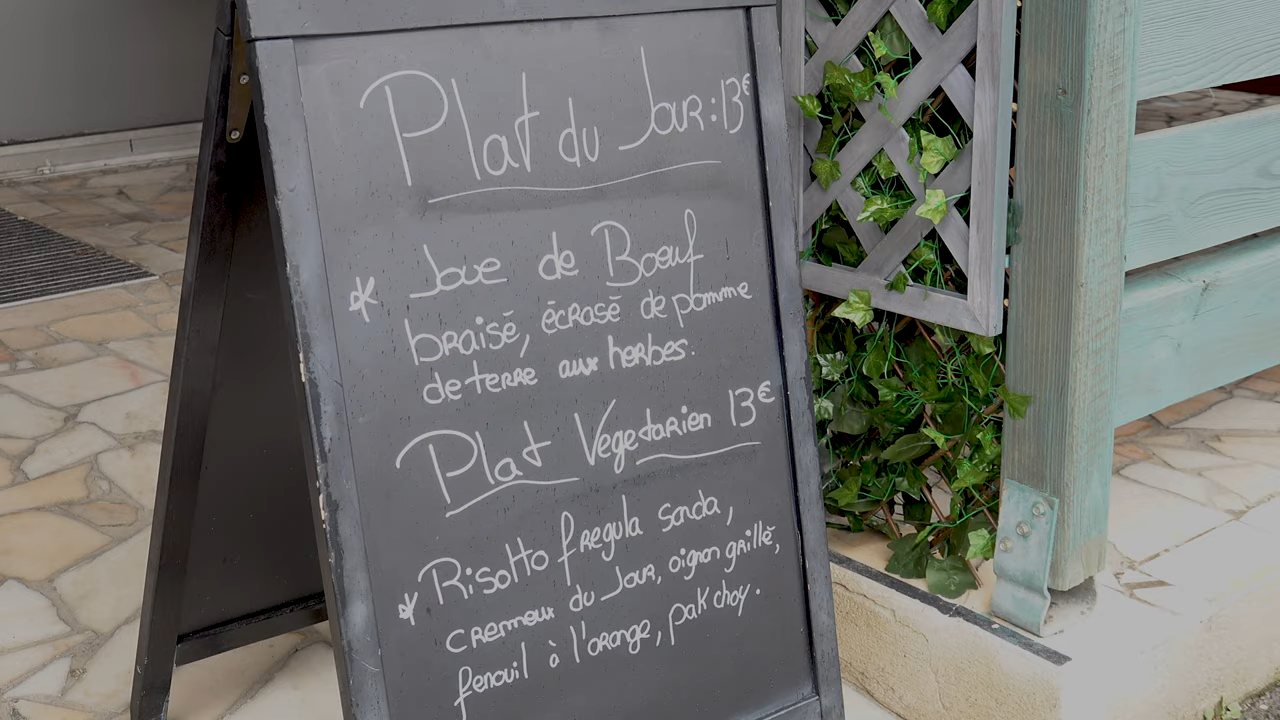 Plat du Jour : 13€
* Joue de Boeuf
braisé, écrasé de pomme
de terre aux herbes.
Plat Végétarien 13€
* Risotto fregula sarda,
crémeux du Jour, oignon grillé,
fenouil à l'orange, pak choy.